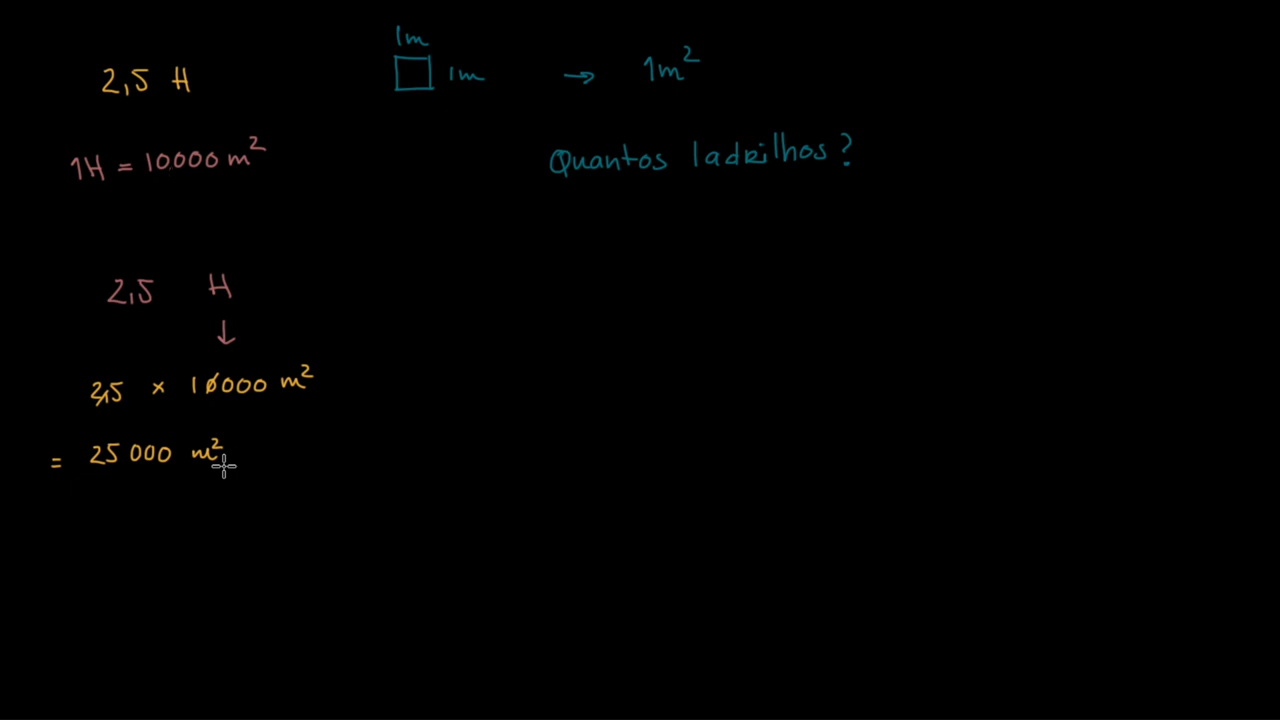 2,5 H
1m
1m → 1m²
1H = 10000 m²
Quantos ladrilhos?
2,5 H
↓
2,5 × 10000 m²
= 25 000 m²